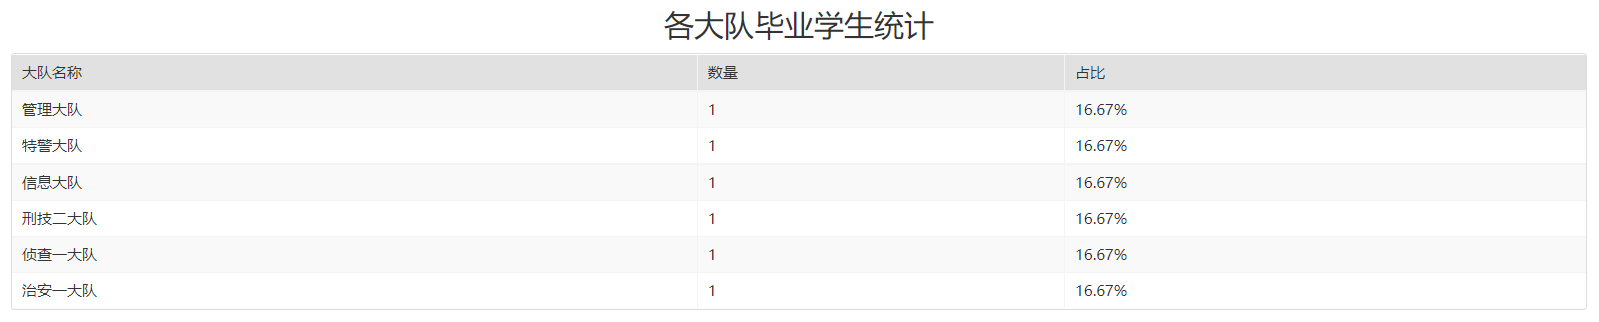 各大队毕业学生统计
大队名称 数量 占比
管理大队 1 16.67%
特警大队 1 16.67%
信息大队 1 16.67%
刑技二大队 1 16.67%
侦查一大队 1 16.67%
治安一大队 1 16.67%